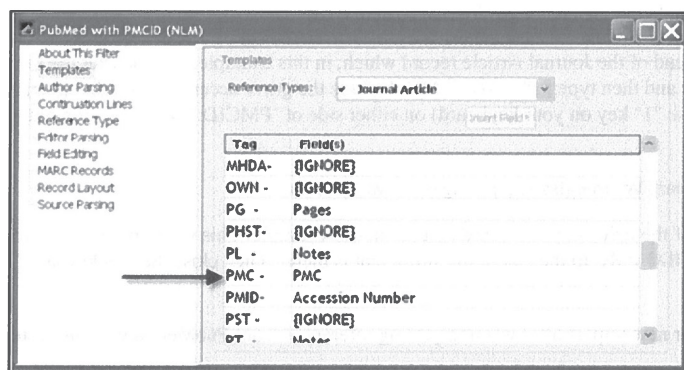 PubMed with PMCID (NLM)
About This Filter
Templates
Author Parsing
Continuation Lines
Reference Type
Editor Parsing
Field Editing
MARC Records
Record Layout
Source Parsing
Templates
Reference Types: Journal Article
Insert Field
Tag Field(s)
MHDA- {IGNORE}
OWN - {IGNORE}
PG - Pages
PHST- {IGNORE}
PL - Notes
PMC - PMC
PMID- Accession Number
PST - {IGNORE}
PT - Notes